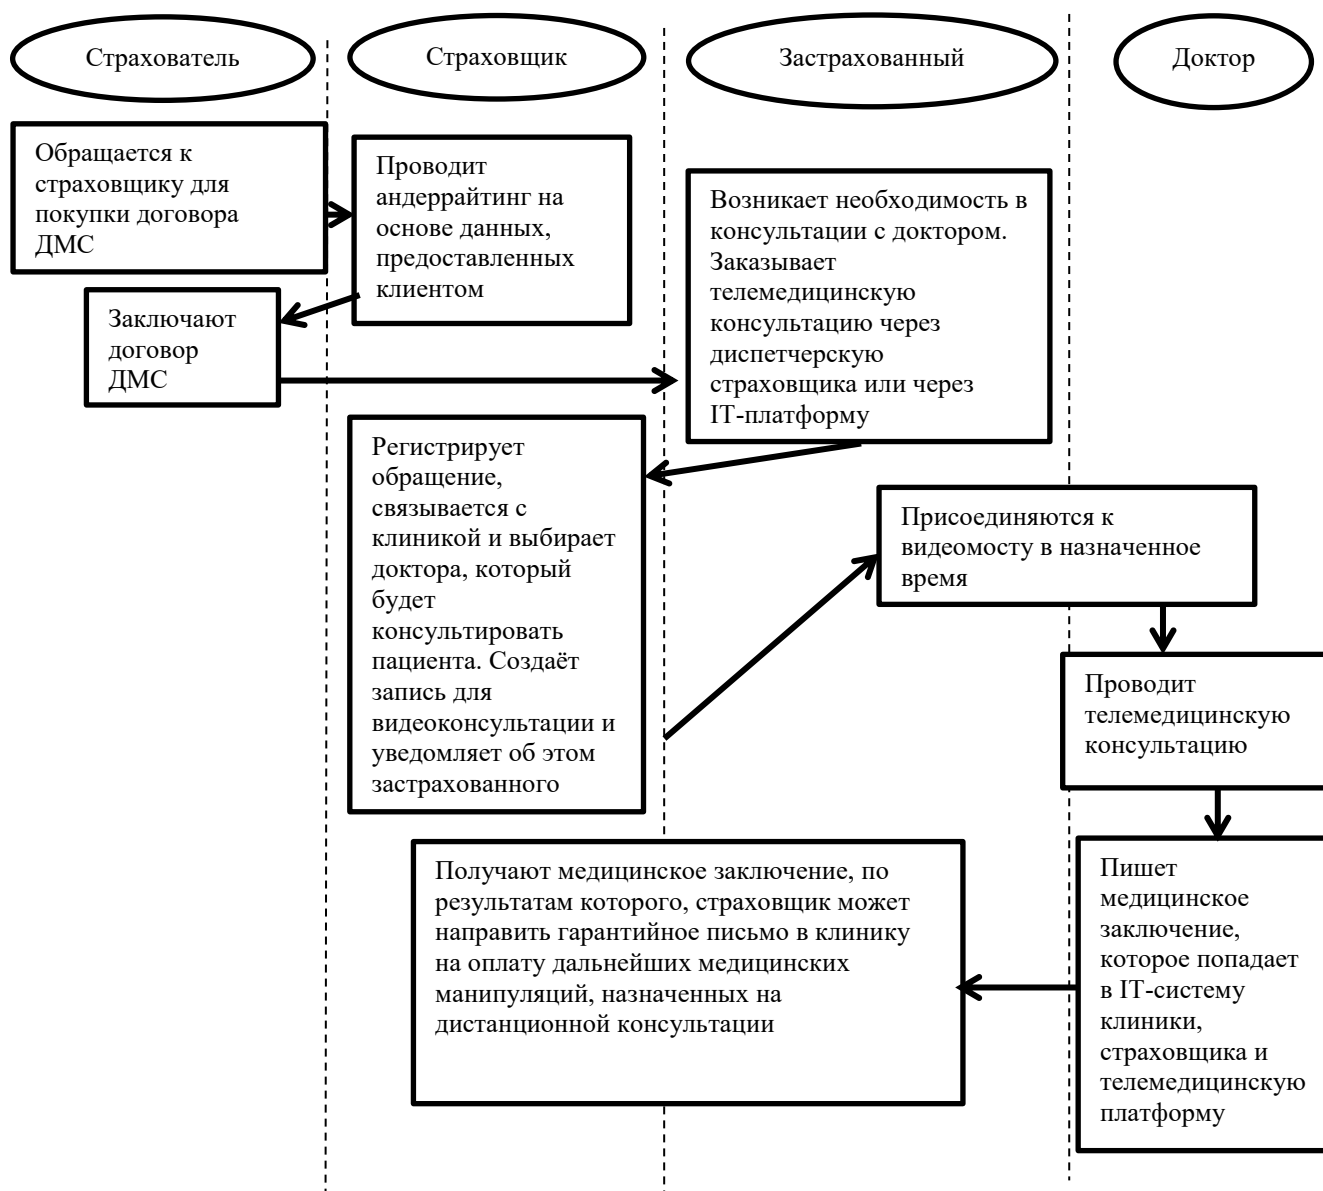 Страхователь
Страховщик
Застрахованный
Доктор
Обращается к
страховщику для
покупки договора
ДМС
Проводит
андеррайтинг на
основе данных,
предоставленных
клиентом
Возникает необходимость в
консультации с доктором.
Заказывает
телемедицинскую
консультацию через
диспетчерскую
страховщика или через
IT-платформу
Заключают
договор
ДМС
Регистрирует
обращение,
связывается с
клиникой и выбирает
доктора, который
будет
консультировать
пациента. Создаёт
запись для
видеоконсультации и
уведомляет об этом
застрахованного
Присоединяются к
видеомосту в назначенное
время
Проводит
телемедицинскую
консультацию
Пишет
медицинское
заключение,
которое попадает
в IT-систему
клиники,
страховщика и
телемедицинскую
платформу
Получают медицинское заключение, по
результатам которого, страховщик может
направить гарантийное письмо в клинику
на оплату дальнейших медицинских
манипуляций, назначенных на
дистанционной консультации